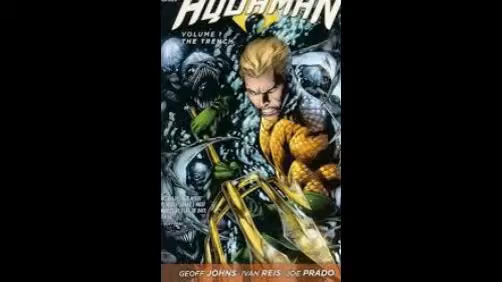 AQUAMAN
VOLUME 1
THE TRENCH
GEOFF JOHNS • IVAN REIS • JOE PRADO